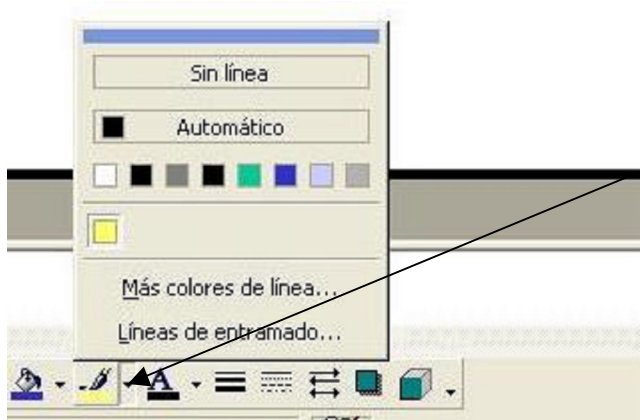 Sin línea
Automático
Más colores de línea...
Líneas de entramado...
A